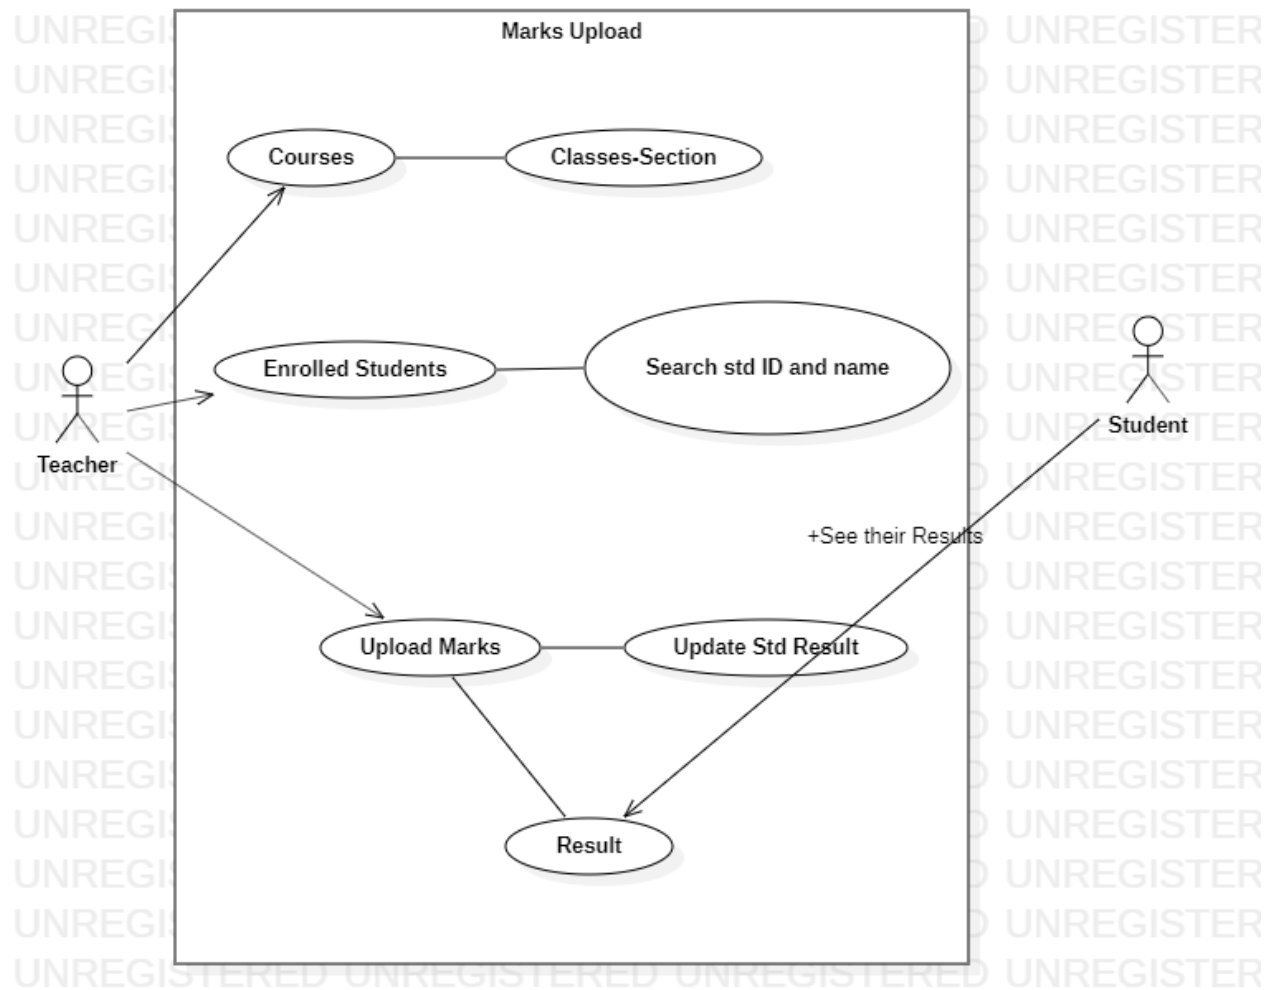 Marks Upload
Courses
Classes-Section
Enrolled Students
Search std ID and name
Teacher
Student
+See their Results
Upload Marks
Update Std Result
Result
UNREGISTERED UNREGISTERED UNREGISTERED UNREGISTER